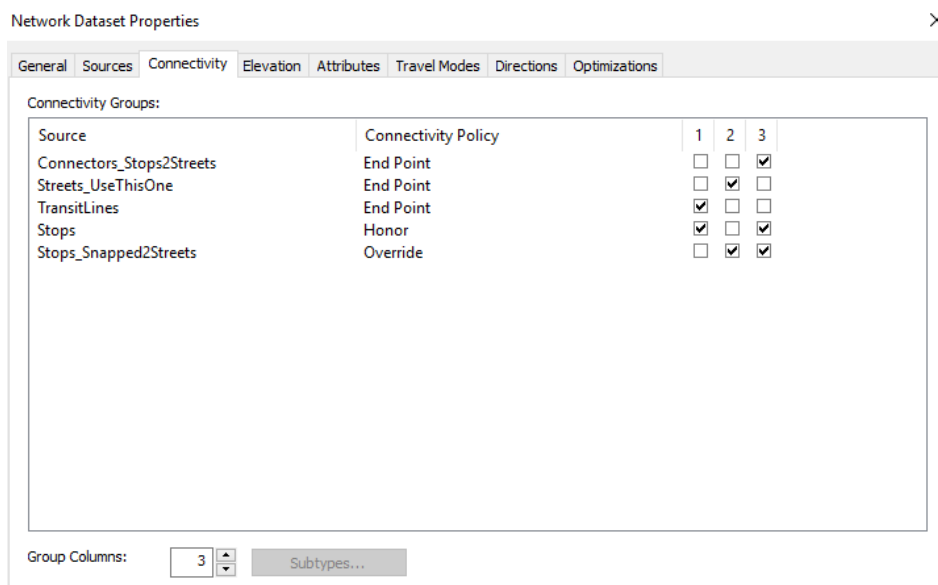 Network Dataset Properties
General Sources Connectivity Elevation Attributes Travel Modes Directions Optimizations
Connectivity Groups:
Source Connectivity Policy 1 2 3
Connectors_Stops2Streets End Point
Streets_UseThisOne End Point
TransitLines End Point
Stops Honor
Stops_Snapped2Streets Override
Group Columns: 3 Subtypes...